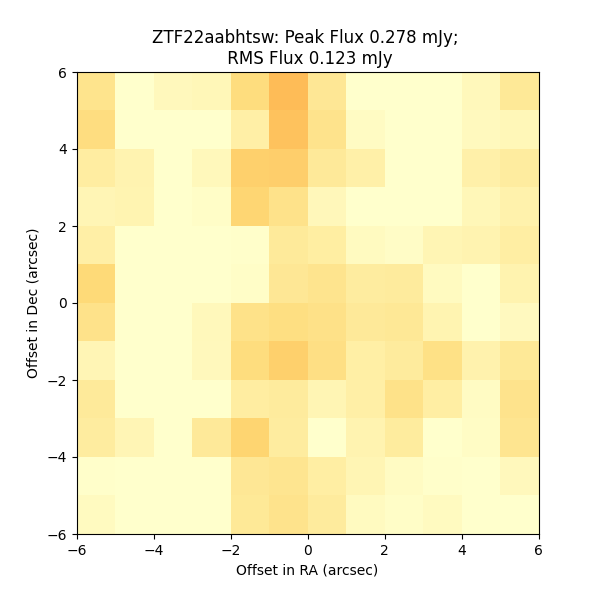 ZTF22aabhtsw: Peak Flux 0.278 mJy;
RMS Flux 0.123 mJy
6
4
2
0
−2
−4
−6
Offset in Dec (arcsec)
−6 −4 −2 0 2 4 6
Offset in RA (arcsec)